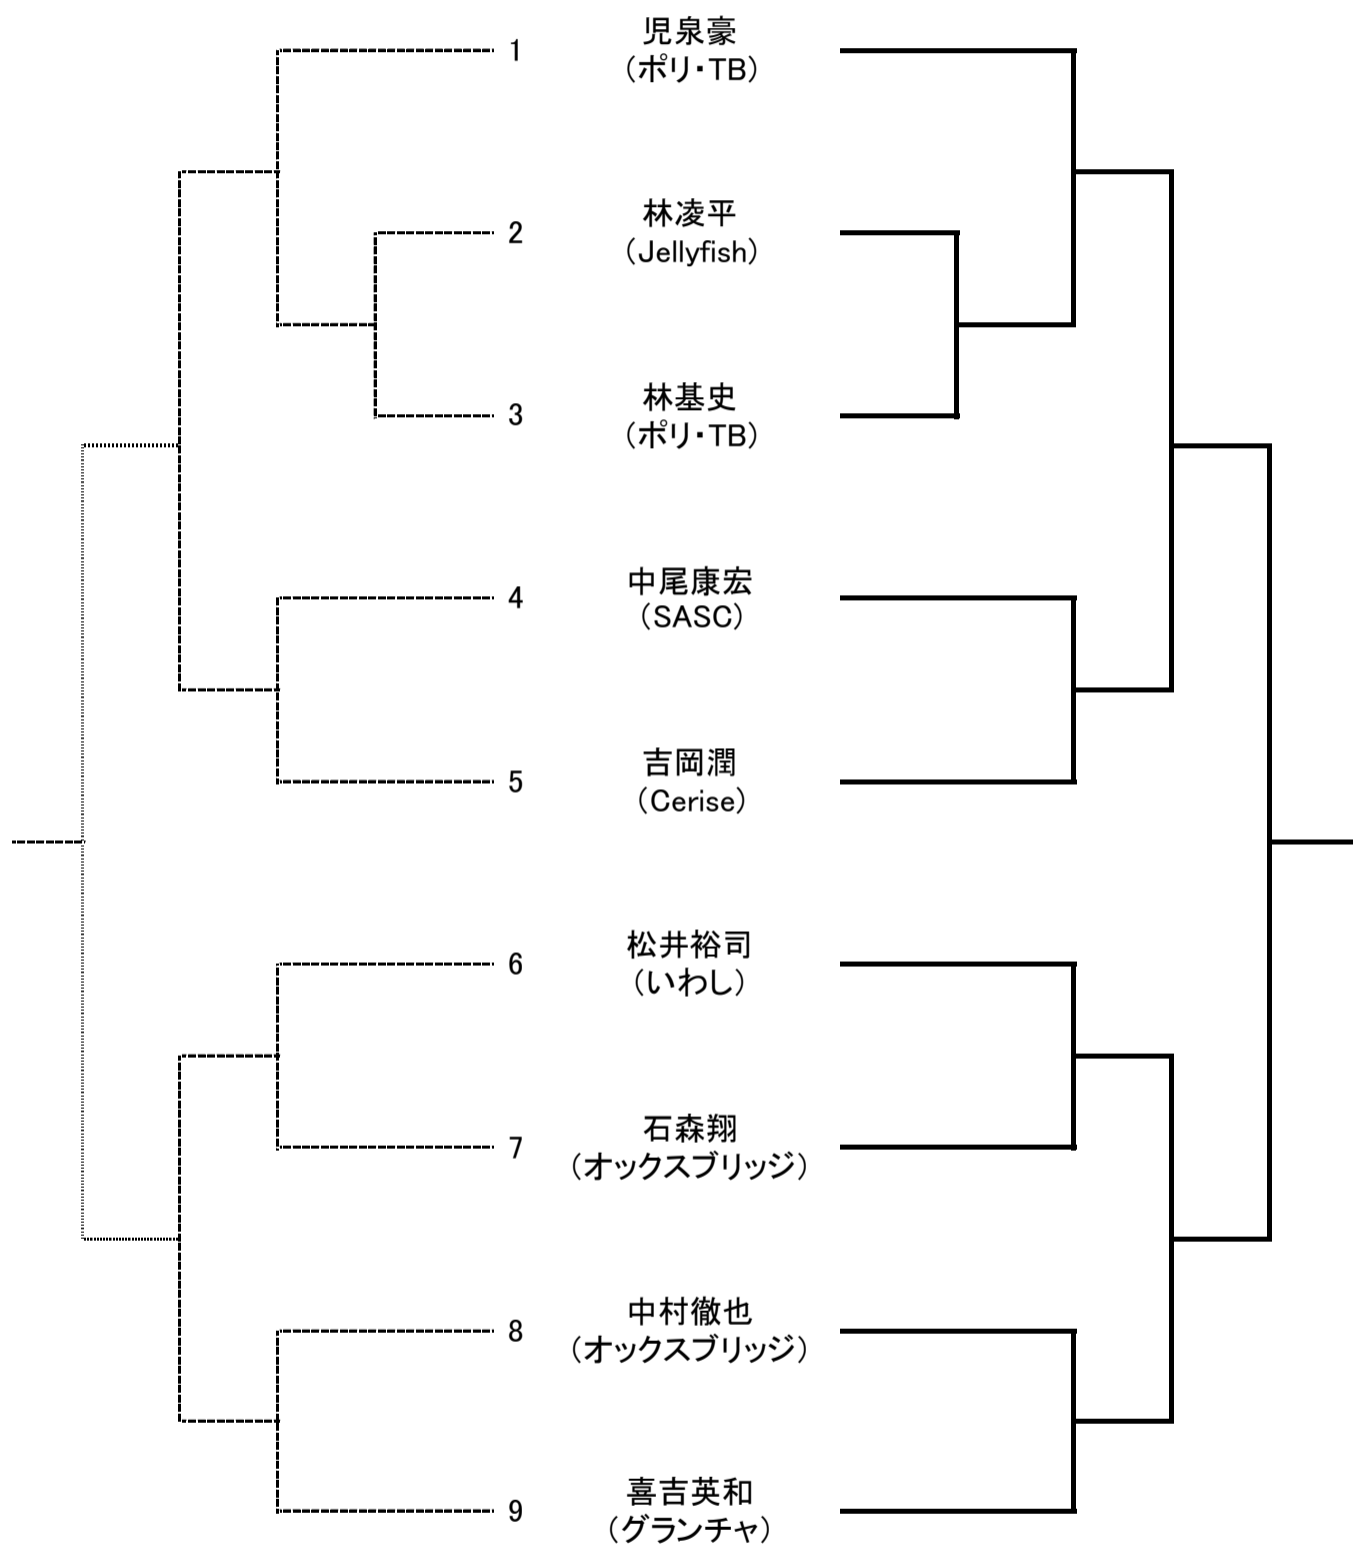 1
児泉豪
（ポリ・TB）
2
林凌平
（Jellyfish）
3
林基史
（ポリ・TB）
4
中尾康宏
（SASC）
5
吉岡潤
（Cerise）
6
松井裕司
（いわし）
7
石森翔
（オックスブリッジ）
8
中村徹也
（オックスブリッジ）
9
喜吉英和
（グランチャ）